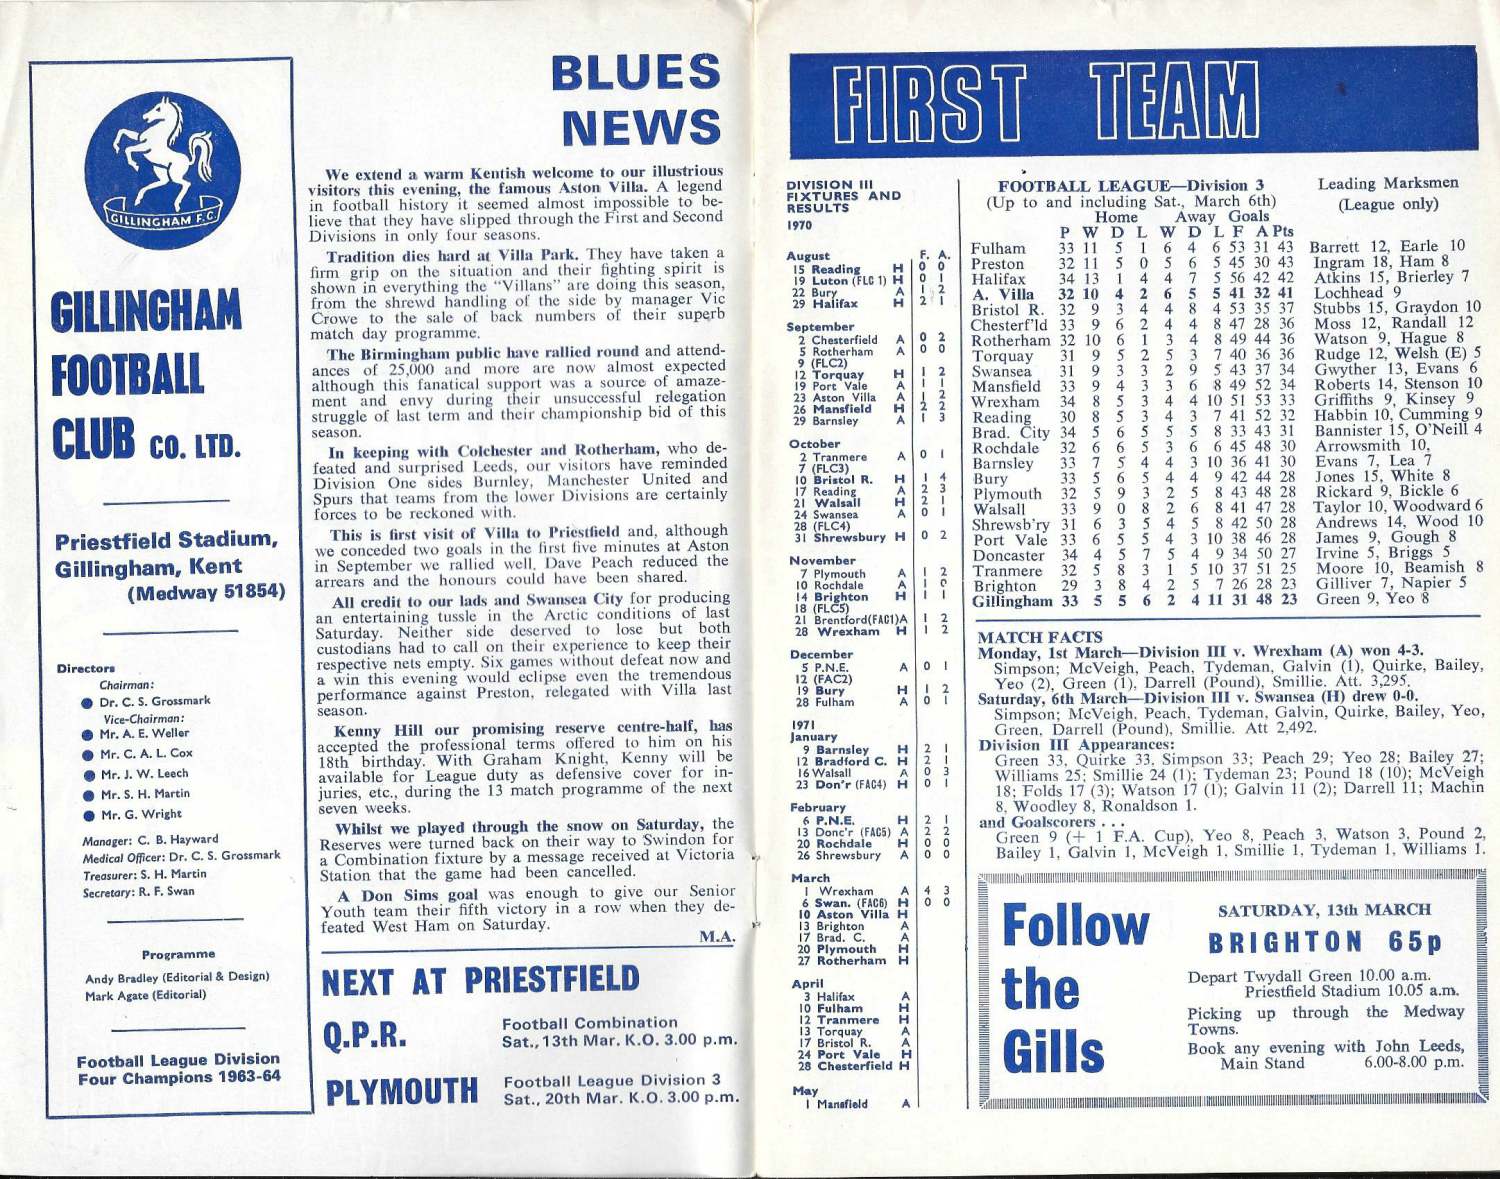 GILLINGHAM F.C.
GILLINGHAM
FOOTBALL
CLUB CO. LTD.
Priestfield Stadium,
Gillingham, Kent
(Medway 51854)
Directors
Chairman:
Dr. C. S. Grossmark
Vice-Chairman:
Mr. A. E. Weller
Mr. C. A. L. Cox
Mr. J. W. Leech
Mr. S. H. Martin
Mr. G. Wright
Manager: C. B. Hayward
Medical Officer: Dr. C. S. Grossmark
Treasurer: S. H. Martin
Secretary: R. F. Swan
Programme
Andy Bradley (Editorial & Design)
Mark Agate (Editorial)
Football League Division
Four Champions 1963-64
BLUES
NEWS
We extend a warm Kentish welcome to our illustrious
visitors this evening, the famous Aston Villa. A legend
in football history it seemed almost impossible to be-
lieve that they have slipped through the First and Second
Divisions in only four seasons.
Tradition dies hard at Villa Park. They have taken a
firm grip on the situation and their fighting spirit is
shown in everything the "Villans" are doing this season,
from the shrewd handling of the side by manager Vic
Crowe to the sale of back numbers of their superb
match day programme.
The Birmingham public have rallied round and attend-
ances of 25,000 and more are now almost expected
although this fanatical support was a source of amaze-
ment and envy during their unsuccessful relegation
struggle of last term and their championship bid of this
season.
In keeping with Colchester and Rotherham, who de-
feated and surprised Leeds, our visitors have reminded
Division One sides Burnley, Manchester United and
Spurs that teams from the lower Divisions are certainly
forces to be reckoned with.
This is first visit of Villa to Priestfield and, although
we conceded two goals in the first five minutes at Aston
in September we rallied well. Dave Peach reduced the
arrears and the honours could have been shared.
All credit to our lads and Swansea City for producing
an entertaining tussle in the Arctic conditions of last
Saturday. Neither side deserved to lose but both
custodians had to call on their experience to keep their
respective nets empty. Six games without defeat now and
a win this evening would eclipse even the tremendous
performance against Preston, relegated with Villa last
season.
Kenny Hill our promising reserve centre-half, has
accepted the professional terms offered to him on his
18th birthday. With Graham Knight, Kenny will be
available for League duty as defensive cover for in-
juries, etc., during the 13 match programme of the next
seven weeks.
Whilst we played through the snow on Saturday, the
Reserves were turned back on their way to Swindon for
a Combination fixture by a message received at Victoria
Station that the game had been cancelled.
A Don Sims goal was enough to give our Senior
Youth team their fifth victory in a row when they de-
feated West Ham on Saturday.
M.A.
NEXT AT PRIESTFIELD
Q.P.R. Football Combination
Sat., 13th Mar. K.O. 3.00 p.m.
PLYMOUTH Football League Division 3
Sat., 20th Mar. K.O. 3.00 p.m.
FIRST TEAM
DIVISION III
FIXTURES AND
RESULTS
1970
August F. A.
15 Reading H 0 0
19 Luton (FLC 1) H 0 1
22 Bury A 1 2
29 Halifax H 2 1
September
2 Chesterfield A 0 2
5 Rotherham A 0 0
9 (FLC2)
12 Torquay H 1 2
19 Port Vale A 1 1
23 Aston Villa A 1 2
26 Mansfield H 2 2
29 Barnsley A 1 3
October
2 Tranmere A 0 1
7 (FLC3)
10 Bristol R. H 1 4
17 Reading A 2 3
21 Walsall H 2 1
24 Swansea A 0 1
28 (FLC4)
31 Shrewsbury H 0 2
November
7 Plymouth A 1 2
10 Rochdale A 1 0
14 Brighton H 1 1
18 (FLC5)
21 Brentford(FAC1)A 1 2
28 Wrexham H 1 2
December
5 P.N.E. A 0 1
12 (FAC2)
19 Bury H 1 2
28 Fulham A 0 1
1971
January
9 Barnsley H 2 1
12 Bradford C. H 2 1
16 Walsall A 0 3
23 Don'r (FAC4) H 0 1
February
6 P.N.E. H 2 1
13 Donc'r (FAC5) A 2 2
20 Rochdale H 0 0
26 Shrewsbury A 0 0
March
1 Wrexham A 4 3
6 Swan. (FAC6) H 0 0
10 Aston Villa H
13 Brighton A
17 Brad. C. A
20 Plymouth H
27 Rotherham H
April
3 Halifax A
10 Fulham H
12 Tranmere H
13 Torquay A
17 Bristol R. A
24 Port Vale H
28 Chesterfield H
May
1 Mansfield A
FOOTBALL LEAGUE—Division 3
(Up to and including Sat., March 6th)
Home Away Goals
P W D L W D L F A Pts
Fulham 33 11 5 1 6 4 6 53 31 43
Preston 32 11 5 0 5 6 5 45 30 43
Halifax 34 13 1 4 4 7 5 56 42 42
A. Villa 32 10 4 2 6 5 5 41 32 41
Bristol R. 32 9 3 4 4 8 4 53 35 37
Chesterf'ld 33 9 6 2 4 4 8 47 28 36
Rotherham 32 10 6 1 3 4 8 49 44 36
Torquay 31 9 5 2 5 3 7 40 36 36
Swansea 31 9 3 3 2 9 5 43 37 34
Mansfield 33 9 4 3 3 6 8 49 52 34
Wrexham 34 8 5 3 4 4 10 51 53 33
Reading 30 8 5 3 4 3 7 41 52 32
Brad. City 34 5 6 5 5 5 8 33 43 31
Rochdale 32 6 6 5 3 6 6 45 48 30
Barnsley 33 7 5 4 4 3 10 36 41 30
Bury 33 5 6 5 4 4 9 42 44 28
Plymouth 32 5 9 3 2 5 8 43 48 28
Walsall 33 9 0 8 2 6 8 41 47 28
Shrewsb'ry 31 6 3 5 4 5 8 42 50 28
Port Vale 33 6 5 5 4 3 10 38 46 28
Doncaster 34 4 5 7 5 4 9 34 50 27
Tranmere 32 5 8 3 1 5 10 37 51 25
Brighton 29 3 8 4 2 5 7 26 28 23
Gillingham 33 5 5 6 2 4 11 31 48 23
Leading Marksmen
(League only)
Barrett 12, Earle 10
Ingram 18, Ham 8
Atkins 15, Brierley 7
Lochhead 9
Stubbs 15, Graydon 10
Moss 12, Randall 12
Watson 9, Hague 8
Rudge 12, Welsh (E) 5
Gwyther 13, Evans 6
Roberts 14, Stenson 10
Griffiths 9, Kinsey 9
Habbin 10, Cumming 9
Bannister 15, O'Neill 4
Arrowsmith 10,
Evans 7, Lea 7
Jones 15, White 8
Rickard 9, Bickle 6
Taylor 10, Woodward 6
Andrews 14, Wood 10
James 9, Gough 8
Irvine 5, Briggs 5
Moore 10, Beamish 8
Gilliver 7, Napier 5
Green 9, Yeo 8
MATCH FACTS
Monday, 1st March—Division III v. Wrexham (A) won 4-3.
Simpson; McVeigh, Peach, Tydeman, Galvin (1), Quirke, Bailey,
Yeo (2), Green (1), Darrell (Pound), Smillie. Att. 3,295.
Saturday, 6th March—Division III v. Swansea (H) drew 0-0.
Simpson; McVeigh, Peach, Tydeman, Galvin, Quirke, Bailey, Yeo,
Green, Darrell (Pound), Smillie. Att 2,492.
Division III Appearances:
Green 33, Quirke 33, Simpson 33; Peach 29; Yeo 28; Bailey 27;
Williams 25; Smillie 24 (1); Tydeman 23; Pound 18 (10); McVeigh
18; Folds 17 (3); Watson 17 (1); Galvin 11 (2); Darrell 11; Machin
8, Woodley 8, Ronaldson 1.
and Goalscorers . . .
Green 9 (+ 1 F.A. Cup), Yeo 8, Peach 3, Watson 3, Pound 2,
Bailey 1, Galvin 1, McVeigh 1, Smillie 1, Tydeman 1, Williams 1.
Follow
the
Gills
SATURDAY, 13th MARCH
BRIGHTON 65p
Depart Twydall Green 10.00 a.m.
Priestfield Stadium 10.05 a.m.
Picking up through the Medway
Towns.
Book any evening with John Leeds,
Main Stand 6.00-8.00 p.m.